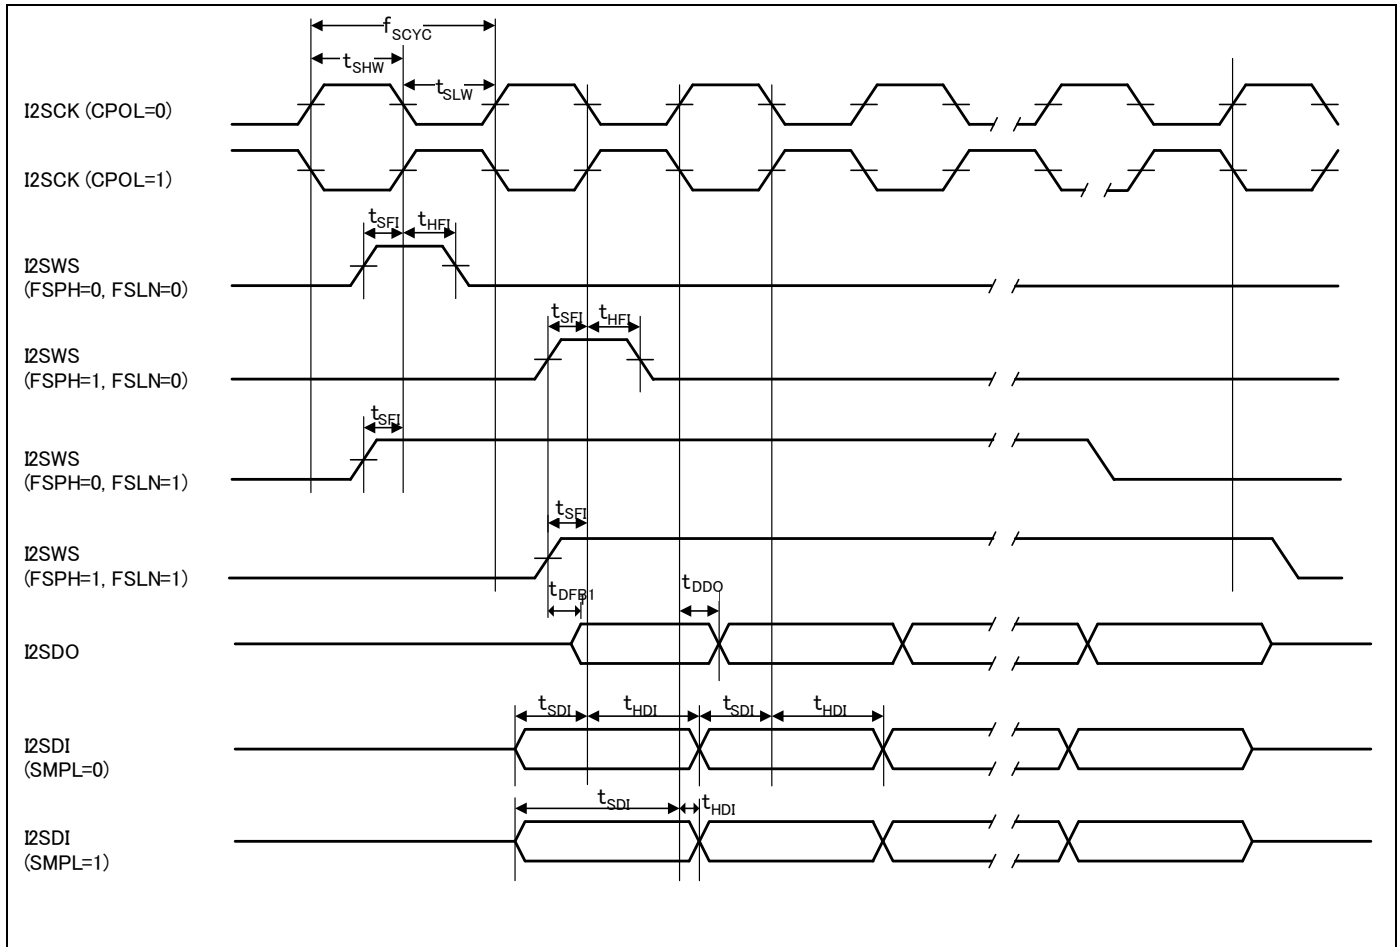 fSCYC
tSHW
tSLW
I2SCK (CPOL=0)
I2SCK (CPOL=1)
tSFI tHFI
I2SWS
(FSPH=0, FSLN=0)
tSFI tHFI
I2SWS
(FSPH=1, FSLN=0)
tSFI
I2SWS
(FSPH=0, FSLN=1)
tSFI
I2SWS
(FSPH=1, FSLN=1)
tDFB1 tDDO
I2SDO
tSDI tHDI tSDI tHDI
I2SDI
(SMPL=0)
tSDI tHDI
I2SDI
(SMPL=1)